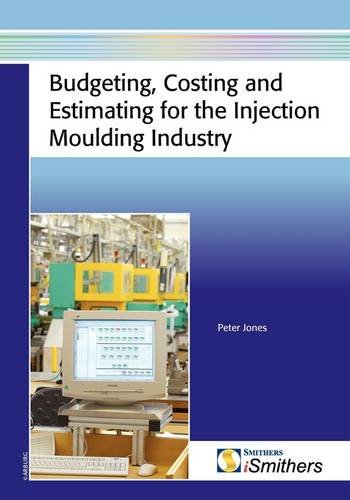 Budgeting, Costing and
Estimating for the Injection
Moulding Industry
Peter Jones
©ARBURG
SMITHERS
iSmithers